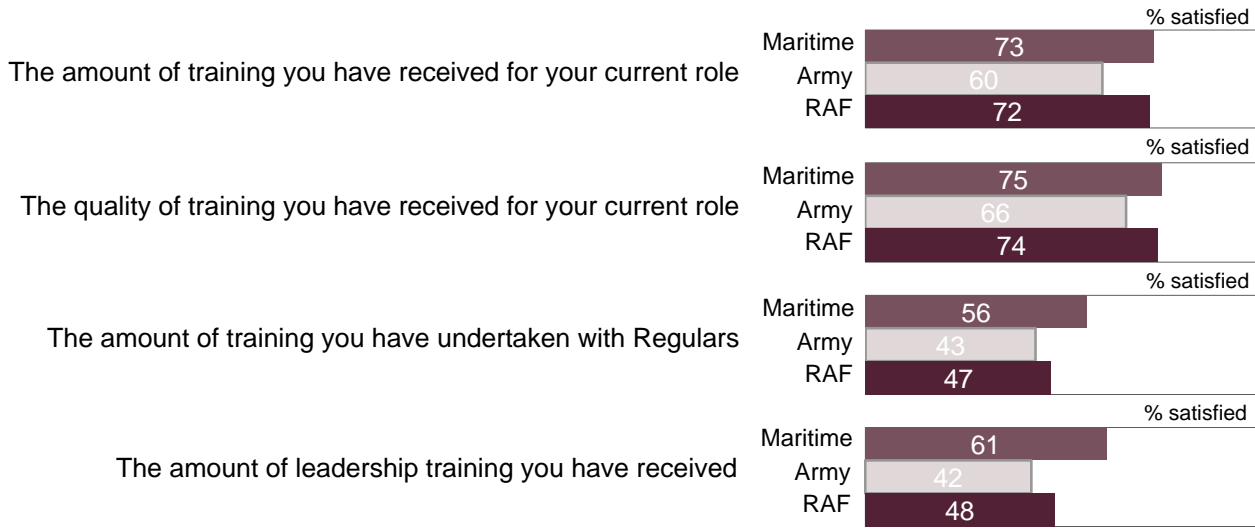 % satisfied
Maritime 73
The amount of training you have received for your current role
Army 60
RAF 72
% satisfied
Maritime 75
The quality of training you have received for your current role
Army 66
RAF 74
% satisfied
Maritime 56
The amount of training you have undertaken with Regulars
Army 43
RAF 47
% satisfied
Maritime 61
The amount of leadership training you have received
Army 42
RAF 48